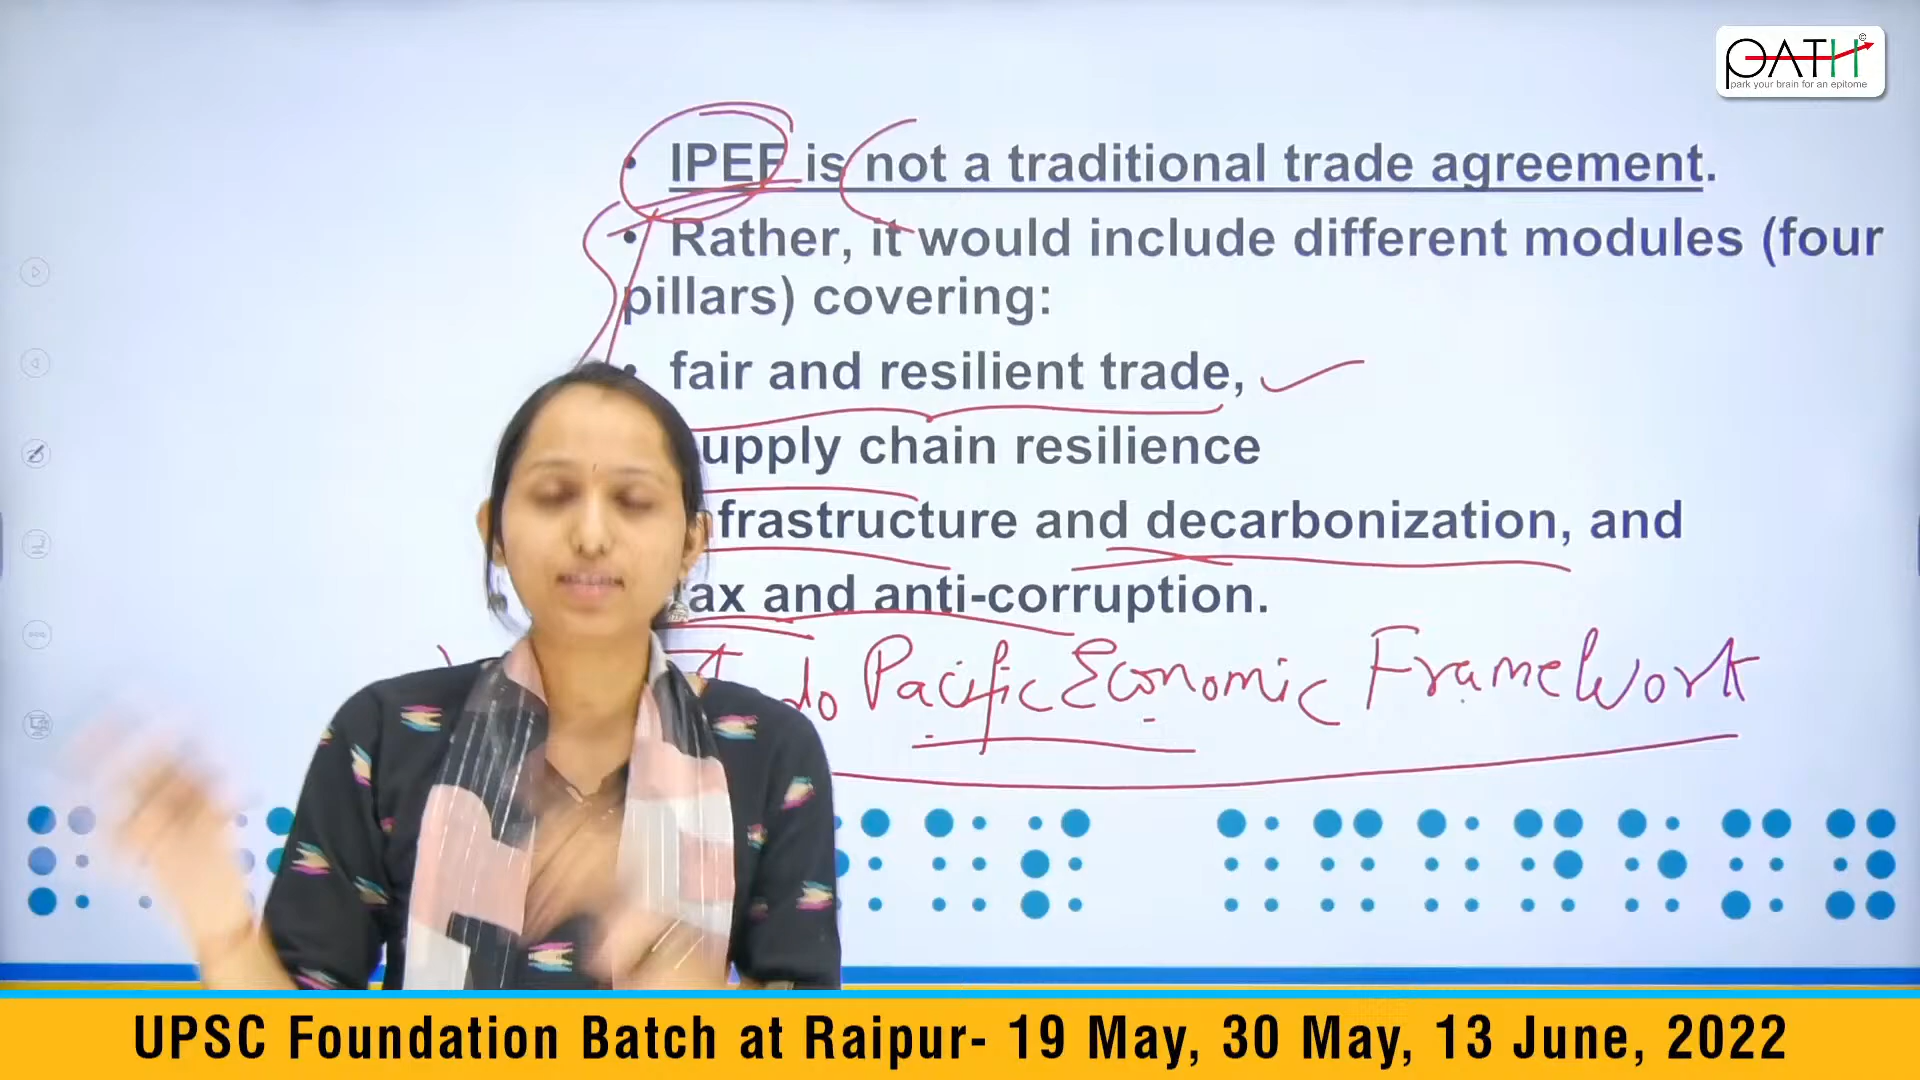 PATH©
park your brain for an epitome
• IPEF is not a traditional trade agreement.
• Rather, it would include different modules (four
pillars) covering:
• fair and resilient trade,
upply chain resilience
frastructure and decarbonization, and
ax and anti-corruption.
do Pacific Economic Framework
UPSC Foundation Batch at Raipur- 19 May, 30 May, 13 June, 2022